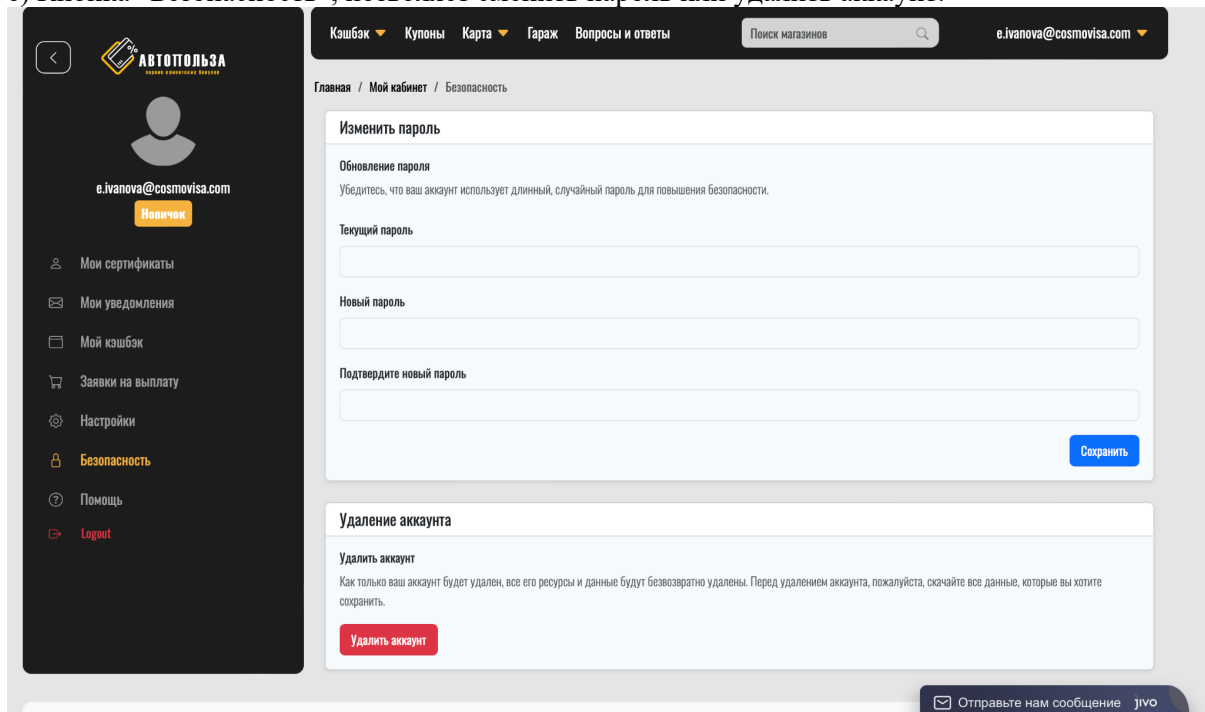 Кэшбэк Купоны Карта Гараж Вопросы и ответы Поиск магазинов e.ivanova@cosmovisa.com
АВТОПОЛЬЗА
Главная / Мой кабинет / Безопасность
e.ivanova@cosmovisa.com
Новичок
Мои сертификаты
Мои уведомления
Мой кэшбэк
Заявки на выплату
Настройки
Безопасность
Помощь
Logout
Изменить пароль
Обновление пароля
Убедитесь, что ваш аккаунт использует длинный, случайный пароль для повышения безопасности.
Текущий пароль
Новый пароль
Подтвердите новый пароль
Сохранить
Удаление аккаунта
Удалить аккаунт
Как только ваш аккаунт будет удален, все его ресурсы и данные будут безвозвратно удалены. Перед удалением аккаунта, пожалуйста, скачайте все данные, которые вы хотите
сохранить.
Удалить аккаунт
Отправьте нам сообщение jivo